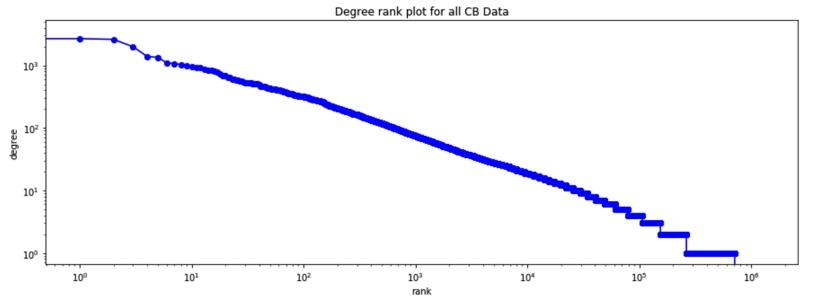 Degree rank plot for all CB Data
10³
10²
10¹
10⁰
degree
10⁰ 10¹ 10² 10³ 10⁴ 10⁵ 10⁶
rank